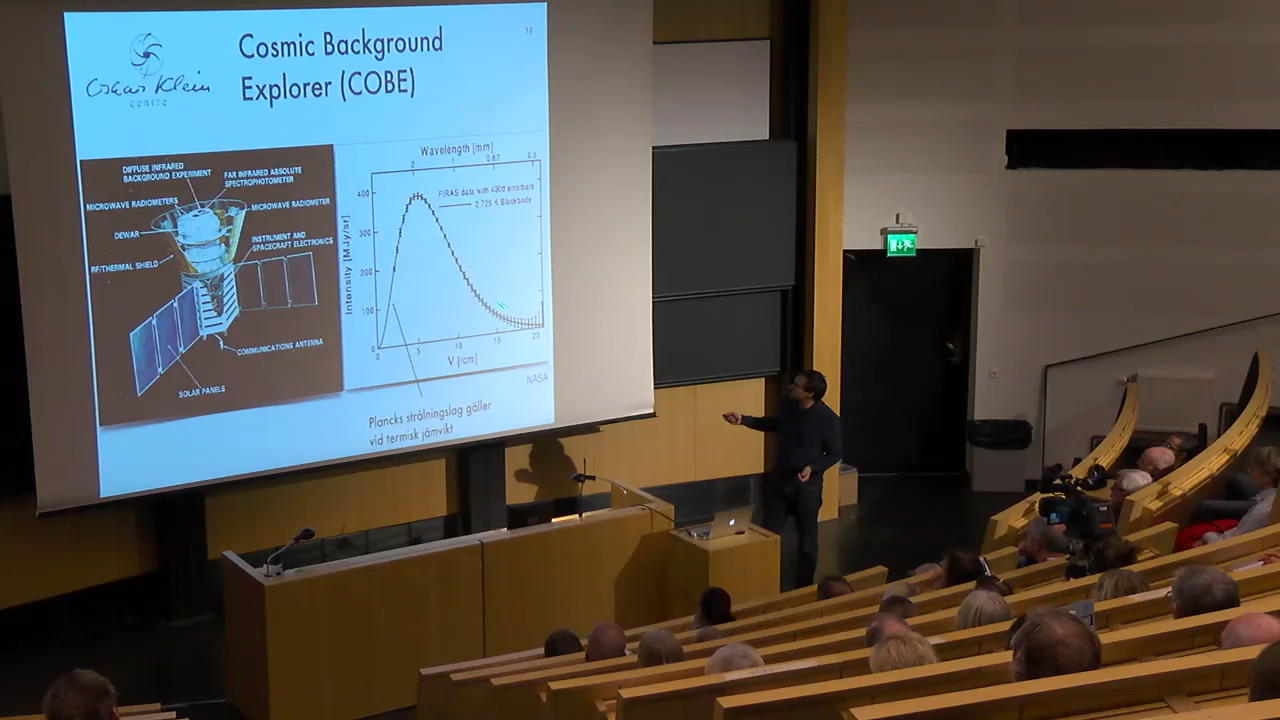 Oskar Klein
centre
Cosmic Background
Explorer (COBE)
DIFFUSE INFRARED
BACKGROUND EXPERIMENT
FAR INFRARED ABSOLUTE
SPECTROPHOTOMETER
MICROWAVE RADIOMETERS
MICROWAVE RADIOMETER
DEWAR
INSTRUMENT AND
SPACECRAFT ELECTRONICS
RF/THERMAL SHIELD
COMMUNICATIONS ANTENNA
SOLAR PANELS
Wavelength [mm]
2 1 0.67 0.5
FIRAS data with 400σ errorbars
2.725 K Blackbody
Intensity [MJy/sr]
400
300
200
100
0
0 5 10 15 20
V [/cm]
NASA
Plancks strålningslag gäller
vid termisk jämvikt